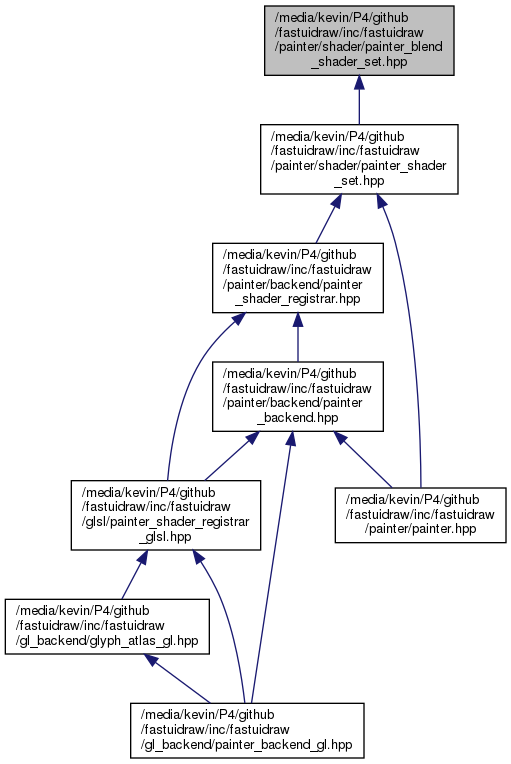 /media/kevin/P4/github
/fastuidraw/inc/fastuidraw
/painter/shader/painter_blend
_shader_set.hpp
/media/kevin/P4/github
/fastuidraw/inc/fastuidraw
/painter/shader/painter_shader
_set.hpp
/media/kevin/P4/github
/fastuidraw/inc/fastuidraw
/painter/backend/painter
_shader_registrar.hpp
/media/kevin/P4/github
/fastuidraw/inc/fastuidraw
/painter/backend/painter
_backend.hpp
/media/kevin/P4/github
/fastuidraw/inc/fastuidraw
/glsl/painter_shader_registrar
_glsl.hpp
/media/kevin/P4/github
/fastuidraw/inc/fastuidraw
/painter/painter.hpp
/media/kevin/P4/github
/fastuidraw/inc/fastuidraw
/gl_backend/glyph_atlas_gl.hpp
/media/kevin/P4/github
/fastuidraw/inc/fastuidraw
/gl_backend/painter_backend_gl.hpp